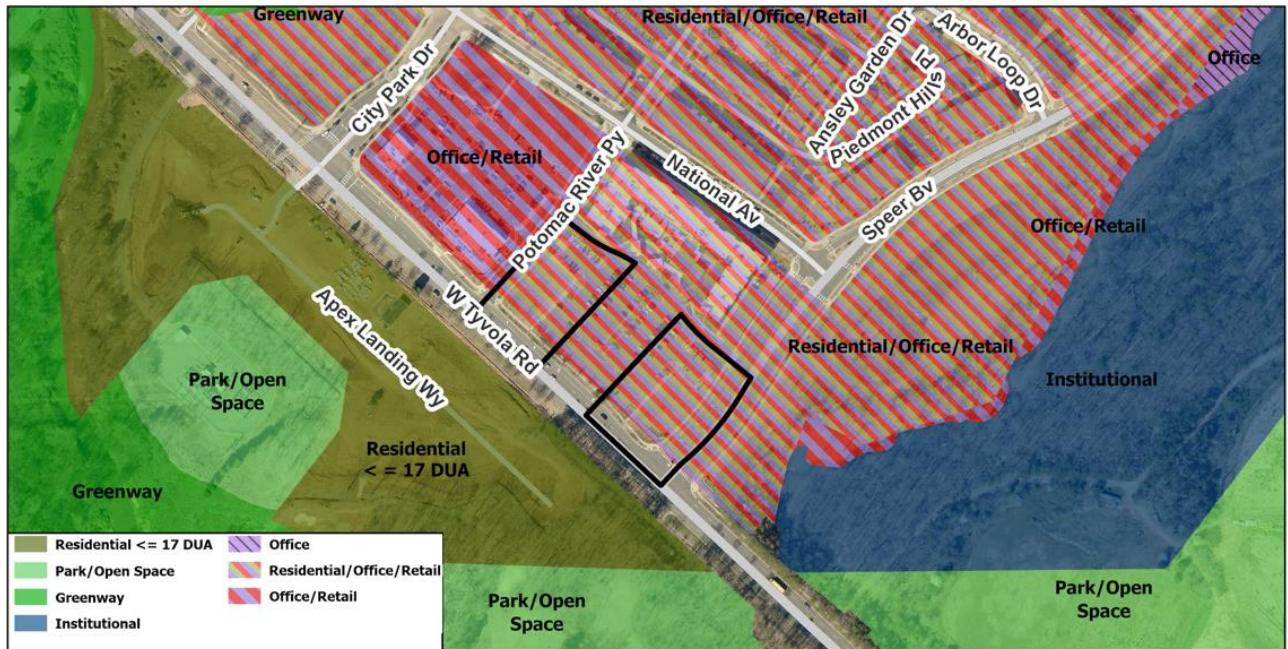 Greenway
Residential/Office/Retail
Ansley Garden Dr
Id's
Piedmont Hill
Arbor Loop Dr
Office
City Park Dr
Office/Retail
Potomac River Py
National Av
Speer Bv
Office/Retail
W Tyvola Rd
Apex Landing Wy
Residential/Office/Retail
Park/Open
Space
Institutional
Residential
< = 17 DUA
Greenway
Park/Open
Space
Park/Open
Space
Residential <= 17 DUA
Park/Open Space
Greenway
Institutional
Office
Residential/Office/Retail
Office/Retail